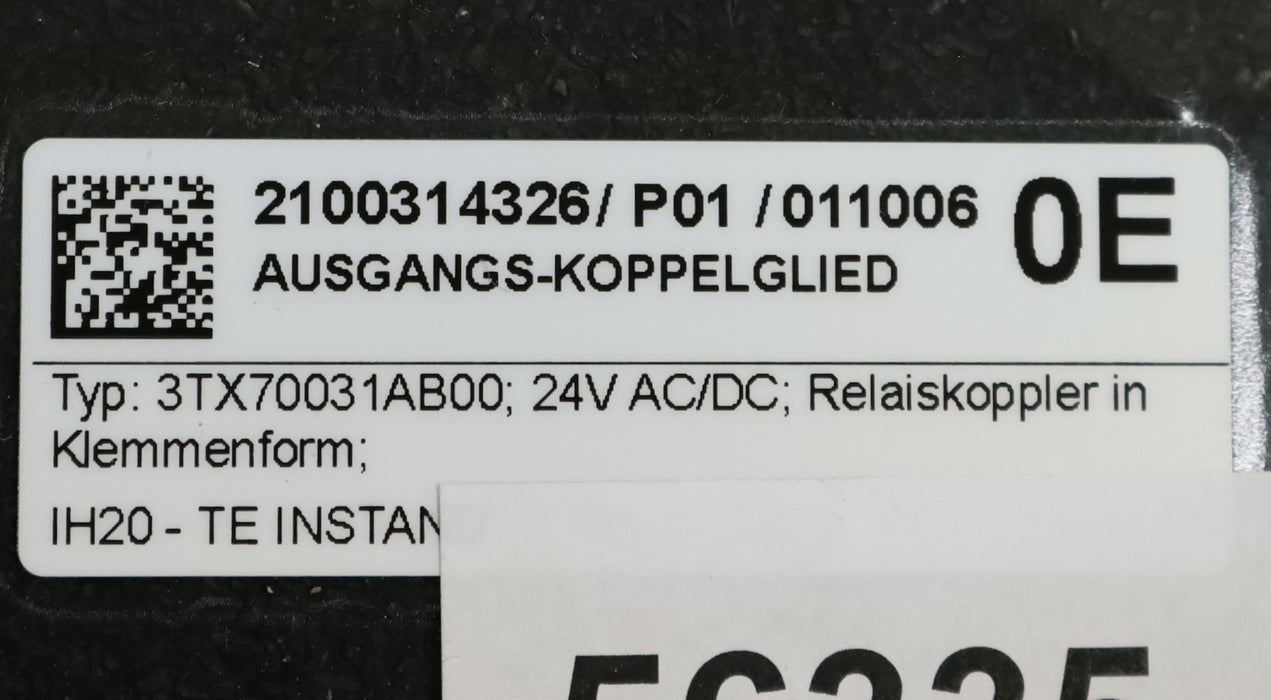 2100314326/ P01 /011006 0E
AUSGANGS-KOPPELGLIED
Typ: 3TX70031AB00; 24V AC/DC; Relaiskoppler in
Klemmenform;
IH20 - TE INSTAN